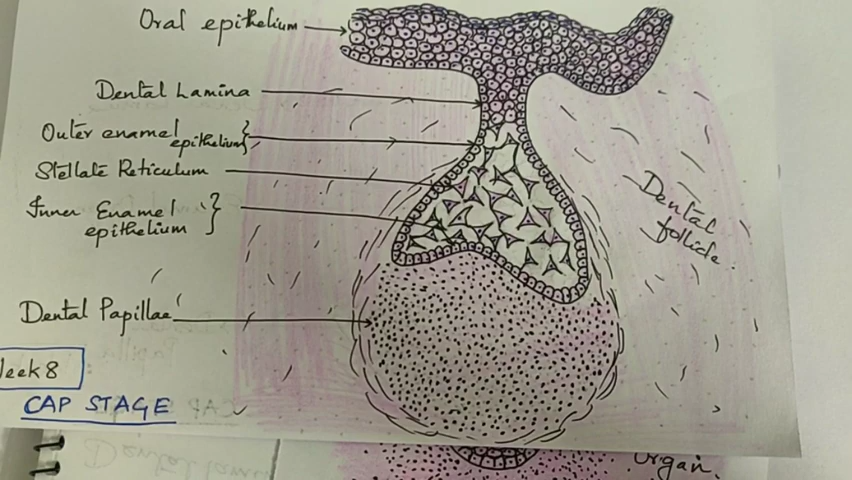 Oral epithelium
Dental Lamina
Outer enamel
epithelium
Stellate Reticulum
Inner Enamel
epithelium
Dental
follicle.
Dental Papillae
Week 8
CAP STAGE
Organ.